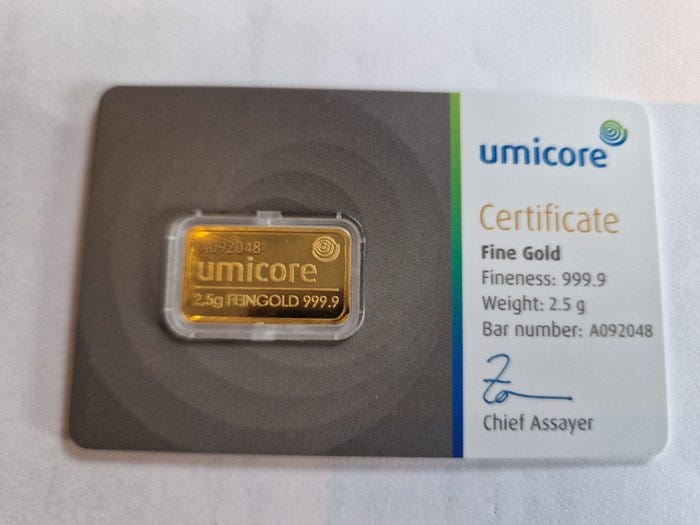 A092048
umicore
2,5g FEINGOLD 999.9
umicore
Certificate
Fine Gold
Fineness: 999.9
Weight: 2.5 g
Bar number: A092048
Chief Assayer